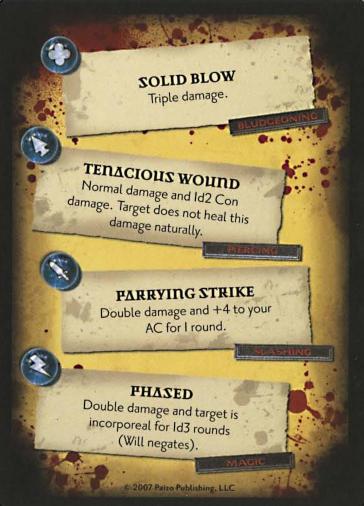 SOLID BLOW
Triple damage.
BLUDGEONING
TENACIOUS WOUND
Normal damage and 1d2 Con
damage. Target does not heal this
damage naturally.
PIERCING
PARRYING STRIKE
Double damage and +4 to your
AC for 1 round.
SLASHING
PHASED
Double damage and target is
incorporeal for 1d3 rounds
(Will negates).
MAGIC
© 2007 Paizo Publishing, LLC